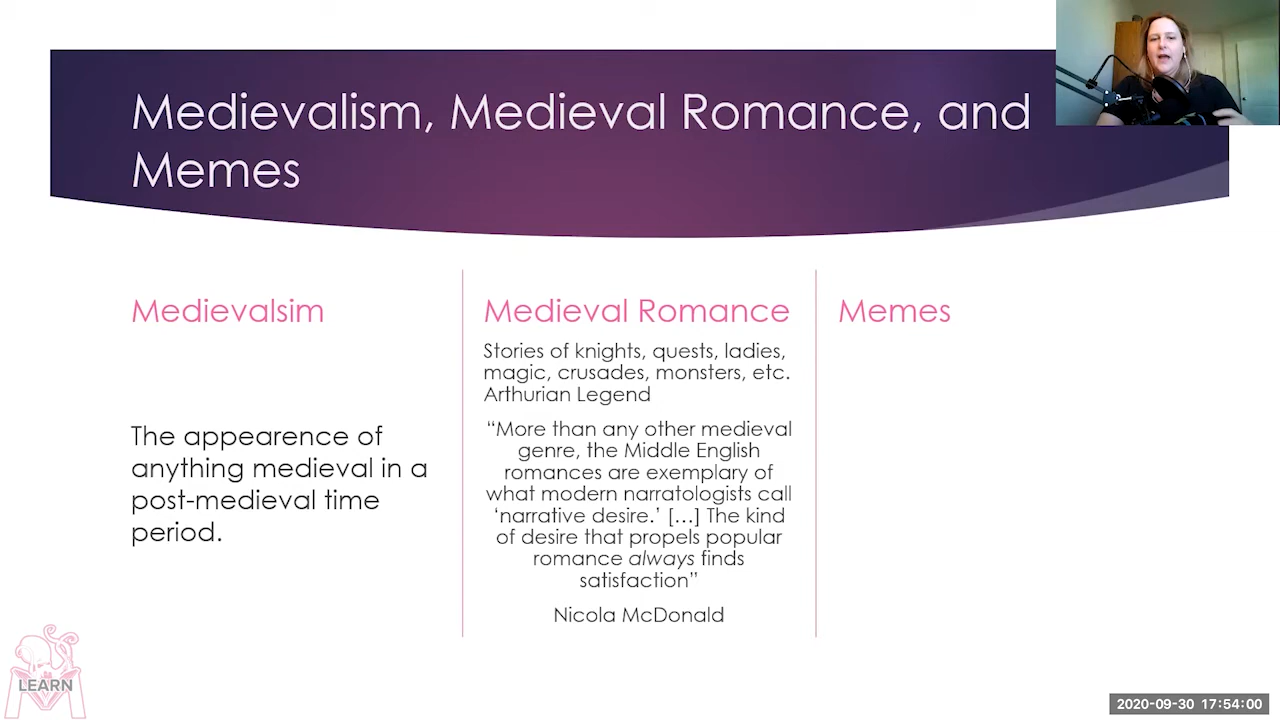 Medievalism, Medieval Romance, and
Memes
Medievalsim
The appearence of
anything medieval in a
post-medieval time
period.
Medieval Romance
Stories of knights, quests, ladies,
magic, crusades, monsters, etc.
Arthurian Legend
“More than any other medieval
genre, the Middle English
romances are exemplary of
what modern narratologists call
‘narrative desire.’ [...] The kind
of desire that propels popular
romance always finds
satisfaction”
Nicola McDonald
Memes
LEARN
2020-09-30 17:54:00